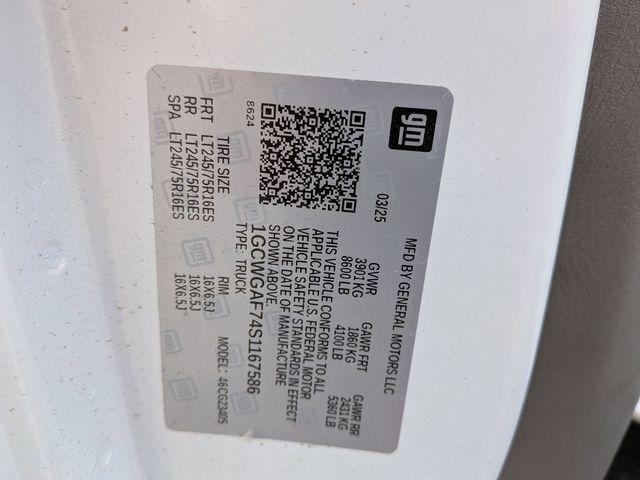 gm
MFD BY GENERAL MOTORS LLC
03/25
GVWR GAWR FRT GAWR RR
3901 KG 1860 KG 2431 KG
8600 LB 4100 LB 5360 LB
THIS VEHICLE CONFORMS TO ALL
APPLICABLE U.S. FEDERAL MOTOR
VEHICLE SAFETY STANDARDS IN EFFECT
ON THE DATE OF MANUFACTURE
SHOWN ABOVE.
1GCWGAF74S1167586
TYPE: TRUCK
8624
MODEL: 46CG23405
TIRE SIZE RIM
FRT LT245/75R16ES 16X6.5J
RR LT245/75R16ES 16X6.5J
SPA LT245/75R16ES 16X6.5J